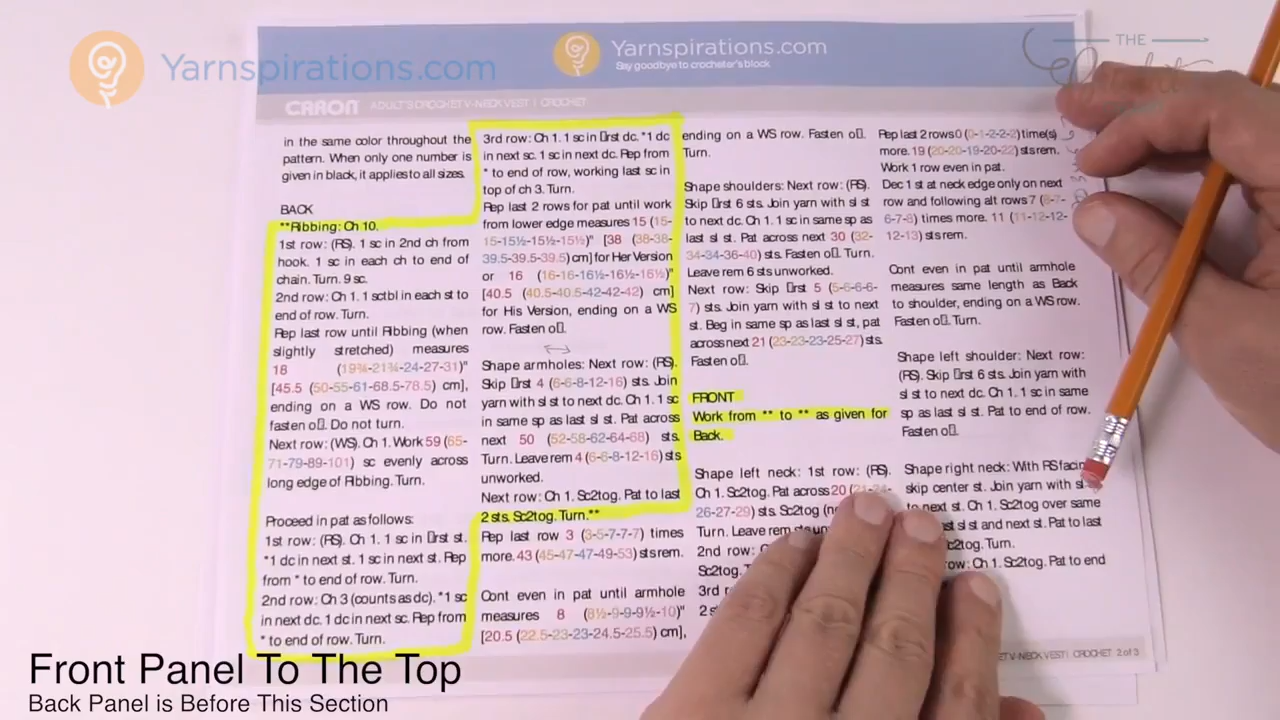 Yarnspirations.com
Yarnspirations.com
Say goodbye to crocheter's block
THE
CARON
ADULT'S CROCKET V-NECK VEST | CROCHET
in the same color throughout the
pattern. When only one number is
given in black, it applies to all sizes.
BACK
**Ribbing: Ch 10.
1st row: (RS). 1 sc in 2nd ch from
hook. 1 sc in each ch to end of
chain. Turn. 9 sc.
2nd row: Ch 1. 1 sctbl in each st to
end of row. Turn.
Rep last row until Ribbing (when
slightly stretched) measures
18 (19¾-21¾-24-27-31)"
[45.5 (50-55-61-68.5-78.5) cm],
ending on a WS row. Do not
fasten o. Do not turn.
Next row: (WS). Ch 1. Work 59 (65-
71-79-89-101) sc evenly across
long edge of Ribbing. Turn.
Proceed in pat as follows:
1st row: (RS). Ch 1. 1 sc in rst st.
*1 dc in next st. 1 sc in next st. Rep
from * to end of row. Turn.
2nd row: Ch 3 (counts as dc). *1 sc
in next dc. 1 dc in next sc. Rep from
* to end of row. Turn.
3rd row: Ch 1. 1 sc in rst dc. *1 dc
in next sc. 1 sc in next dc. Rep from
* to end of row, working last sc in
top of ch 3. Turn.
Rep last 2 rows for pat until work
from lower edge measures 15 (15-
15-15½-15½-15½)" [38 (38-38-
39.5-39.5-39.5) cm] for Her Version
or 16 (16-16-16½-16½-16½)"
[40.5 (40.5-40.5-42-42-42) cm]
for His Version, ending on a WS
row. Fasten o.
Shape armholes: Next row: (RS).
Skip rst 4 (6-6-8-12-16) sts. Join
yarn with sl st to next dc. Ch 1. 1 sc
in same sp as last sl st. Pat across
next 50 (52-58-62-64-68) sts.
Turn. Leave rem 4 (6-6-8-12-16) sts
unworked.
Next row: Ch 1. Sc2tog. Pat to last
2 sts. Sc2tog. Turn.**
Rep last row 3 (3-5-7-7-7) times
more. 43 (45-47-47-49-53) sts rem.
Cont even in pat until armhole
measures 8 (8½-9-9-9½-10)"
[20.5 (22.5-23-23-24.5-25.5) cm],
ending on a WS row. Fasten o.
Turn.
Shape shoulders: Next row: (RS).
Skip rst 6 sts. Join yarn with sl st
to next dc. Ch 1. 1 sc in same sp as
last sl st. Pat across next 30 (32-
34-34-36-40) sts. Fasten o. Turn.
Leave rem 6 sts unworked.
Next row: Skip rst 5 (5-6-6-6-
7) sts. Join yarn with sl st to next
st. Beg in same sp as last sl st, pat
across next 21 (23-23-23-25-27) sts.
Fasten o.
FRONT
Work from ** to ** as given for
Back.
Shape left neck: 1st row: (RS).
Ch 1. Sc2tog. Pat across 20
26-27-29) sts. Sc2tog
Turn. Leave rem sts
2nd row:
Sc2tog.
3rd
2 s
Rep last 2 rows 0 (0-1-2-2-2) time(s)
more. 19 (20-20-19-20-22) sts rem.
Work 1 row even in pat.
Dec 1 st at neck edge only on next
row and following alt rows 7
6-7-8) times more. 11 (11-12-12-
12-13) sts rem.
Cont even in pat until armhole
measures same length as Back
to shoulder, ending on a WS row.
Fasten o. Turn.
Shape left shoulder: Next row:
(RS). Skip rst 6 sts. Join yarn with
sl st to next dc. Ch 1. 1 sc in same
sp as last sl st. Pat to end of row.
Fasten o.
Shape right neck: With RS facin
skip center st. Join yarn with sl
to next st. Ch 1. Sc2tog over same
sl st and next st. Pat to last
Sc2tog. Turn.
row: Ch 1. Sc2tog. Pat to end
V-NECK VEST | CROCHET 2 of 3
Front Panel To The Top
Back Panel is Before This Section